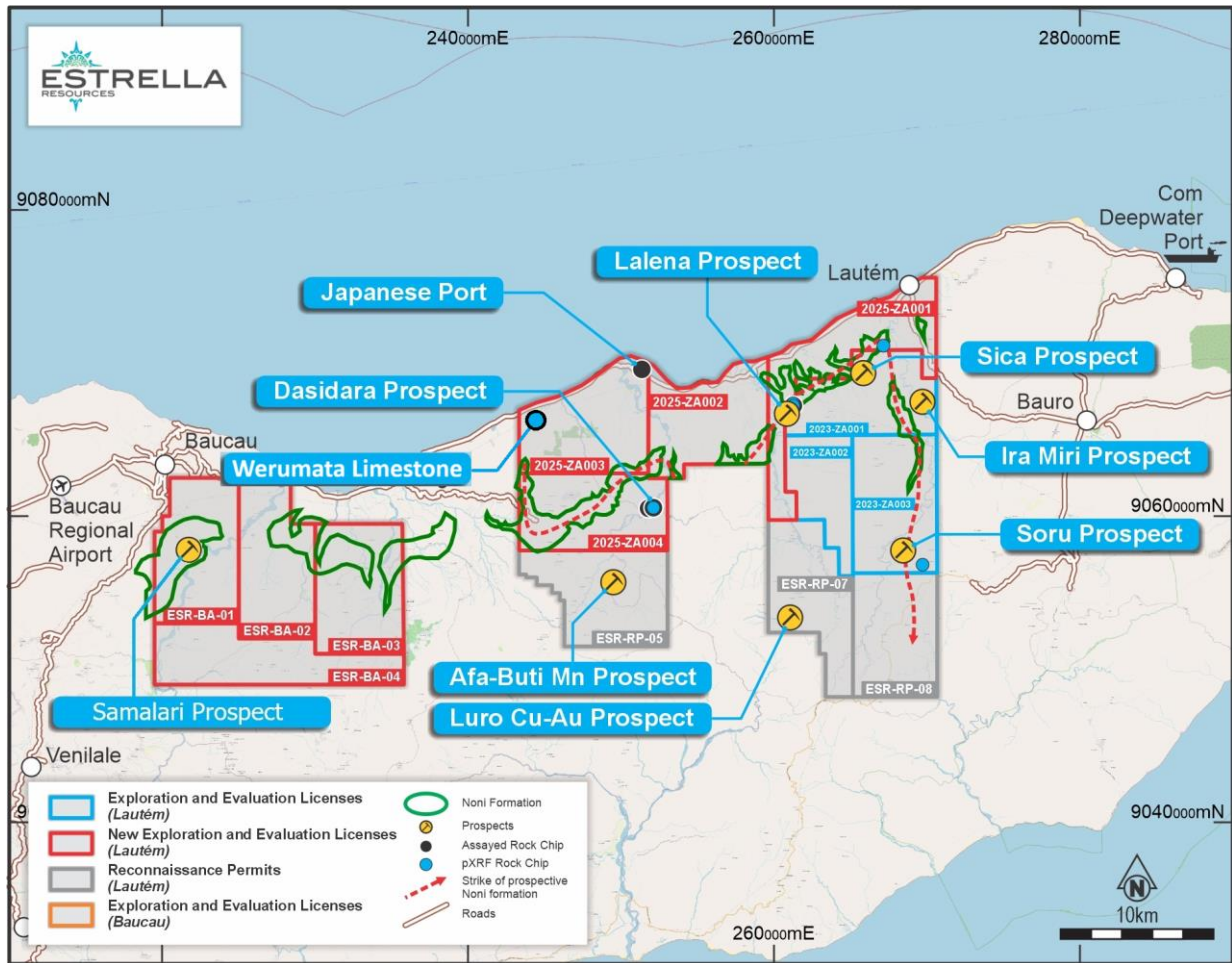 ESTRELLA
RESOURCES
240000mE
260000mE
280000mE
9080000mN
Com
Deepwater
Port
Lalena Prospect
Lautém
Japanese Port
2025-ZA001
Sica Prospect
Dasidara Prospect
2025-ZA002
Bauro
Baucau
2023-ZA001
2023-ZA002
Werumata Limestone
2025-ZA003
Ira Miri Prospect
Baucau
Regional
Airport
2023-ZA003
9060000mN
2025-ZA004
Soru Prospect
ESR-RP-07
ESR-BA-01
ESR-BA-02
ESR-BA-03
ESR-BA-04
ESR-RP-05
Afa-Buti Mn Prospect
ESR-RP-08
Samalari Prospect
Luro Cu-Au Prospect
Venilale
Exploration and Evaluation Licenses
(Lautém)
New Exploration and Evaluation Licenses
(Lautém)
Reconnaissance Permits
(Lautém)
Exploration and Evaluation Licenses
(Baucau)
Noni Formation
Prospects
Assayed Rock Chip
pXRF Rock Chip
Strike of prospective
Noni formation
Roads
9040000mN
260000mE
N
10km